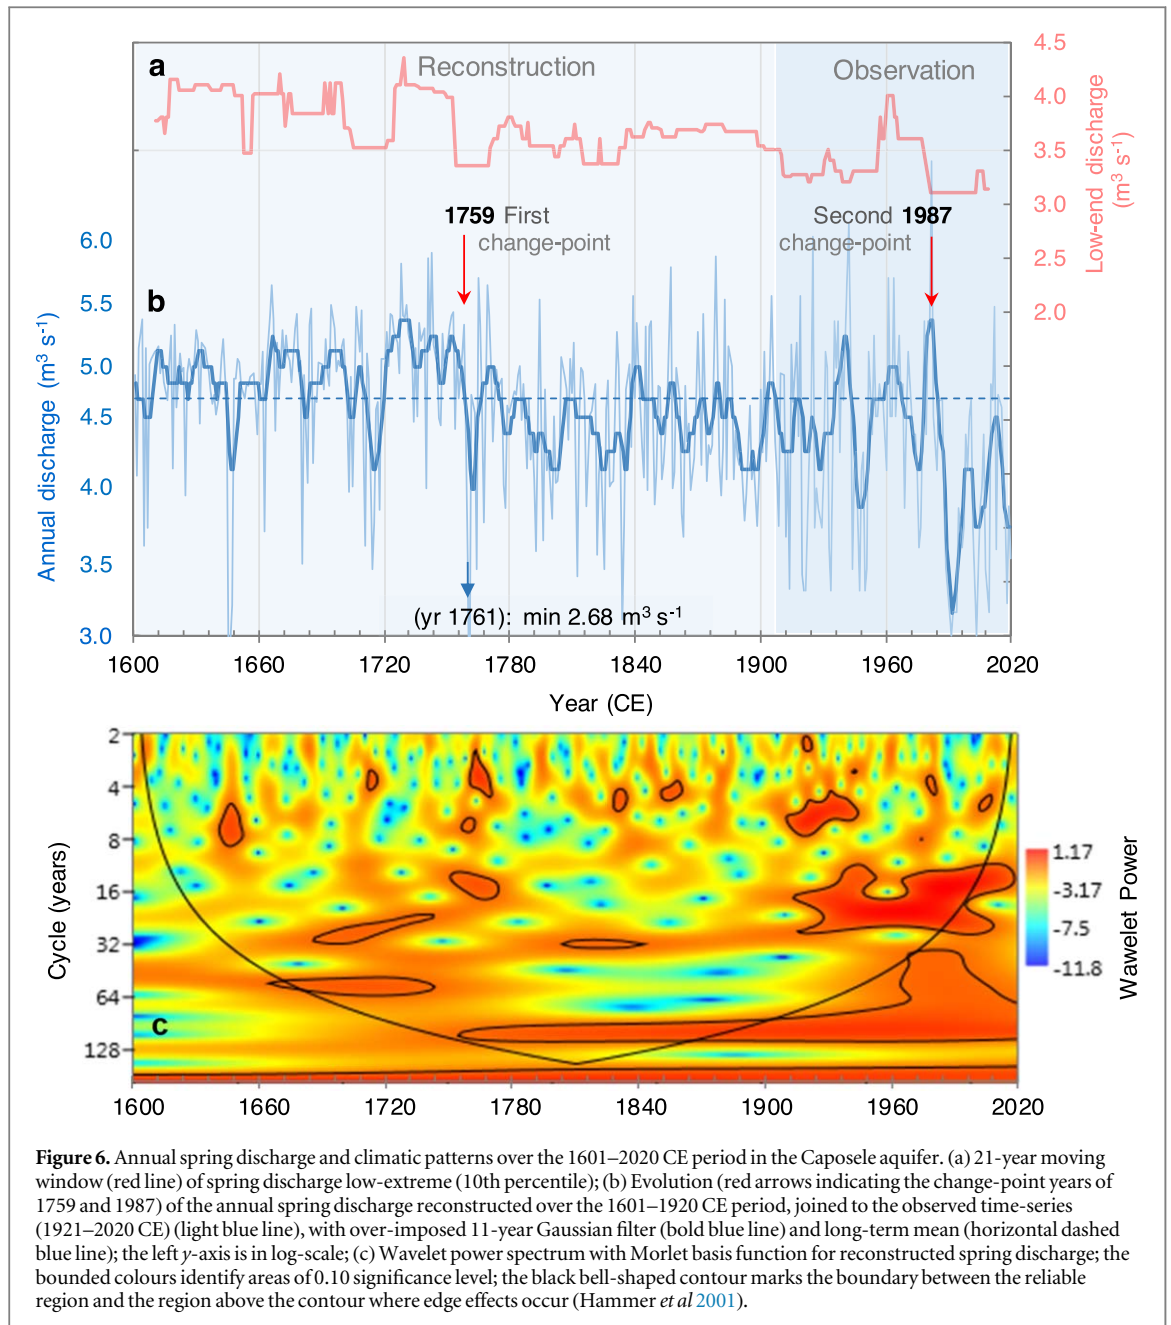 a
Reconstruction
Observation
4.5
4.0
3.5
3.0
2.5
2.0
Low-end discharge
(m³ s⁻¹)
1759 First
change-point
Second 1987
change-point
b
6.0
5.5
5.0
4.5
4.0
3.5
3.0
Annual discharge (m³ s⁻¹)
(yr 1761): min 2.68 m³ s⁻¹
1600 1660 1720 1780 1840 1900 1960 2020
Year (CE)
2
4
8
16
32
64
128
Cycle (years)
c
1.17
-3.17
-7.5
-11.8
Wawelet Power
1600 1660 1720 1780 1840 1900 1960 2020
Figure 6. Annual spring discharge and climatic patterns over the 1601–2020 CE period in the Caposele aquifer. (a) 21-year moving
window (red line) of spring discharge low-extreme (10th percentile); (b) Evolution (red arrows indicating the change-point years of
1759 and 1987) of the annual spring discharge reconstructed over the 1601–1920 CE period, joined to the observed time-series
(1921–2020 CE) (light blue line), with over-imposed 11-year Gaussian filter (bold blue line) and long-term mean (horizontal dashed
blue line); the left y-axis is in log-scale; (c) Wavelet power spectrum with Morlet basis function for reconstructed spring discharge; the
bounded colours identify areas of 0.10 significance level; the black bell-shaped contour marks the boundary between the reliable
region and the region above the contour where edge effects occur (Hammer et al 2001).